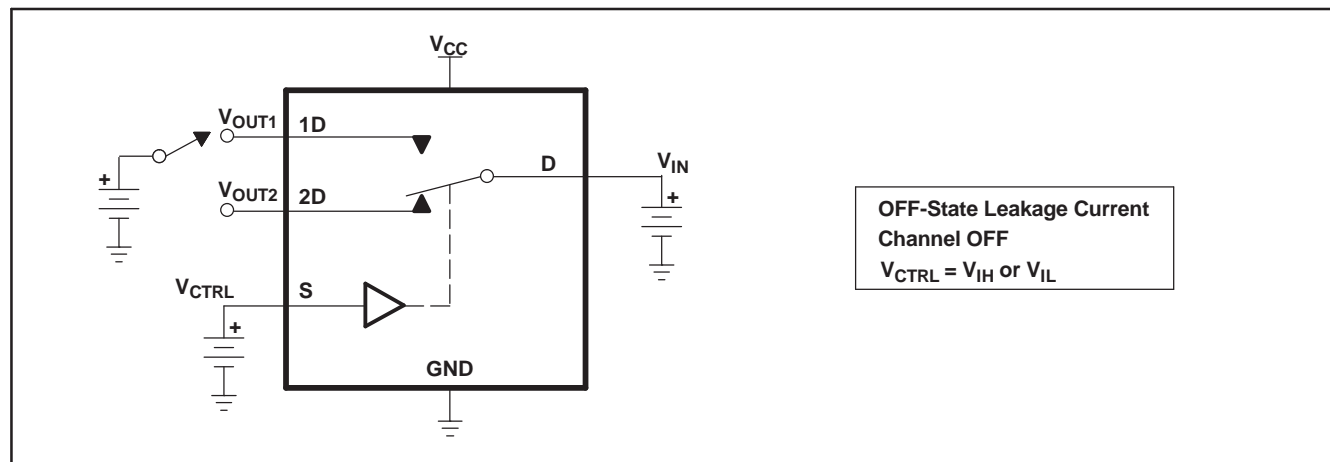 VCC
VOUT1 1D
+
D VIN
+
VOUT2 2D
VCTRL S
+
GND
OFF-State Leakage Current
Channel OFF
VCTRL = VIH or VIL